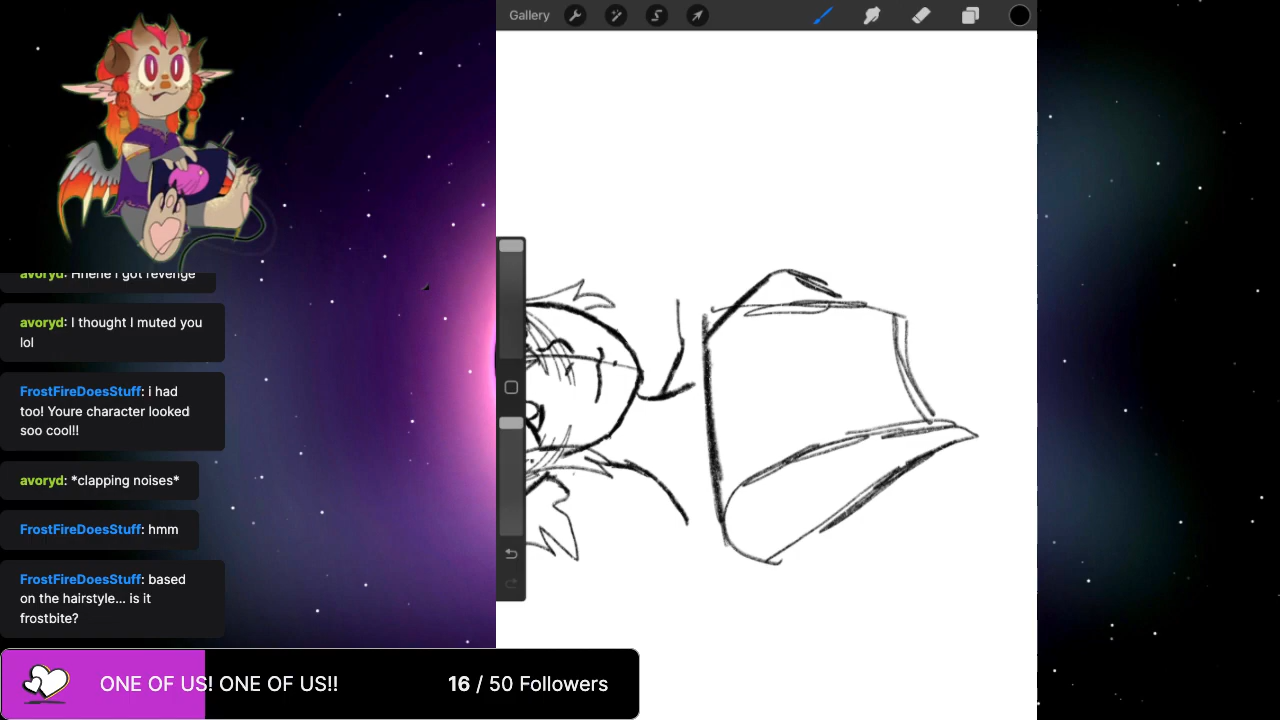 Gallery
avoryd: Hhehe I got revenge
avoryd: I thought I muted you
lol
FrostFireDoesStuff: i had
too! Youre character looked
soo cool!!
avoryd: *clapping noises*
FrostFireDoesStuff: hmm
FrostFireDoesStuff: based
on the hairstyle... is it
frostbite?
ONE OF US! ONE OF US!!
16 / 50 Followers